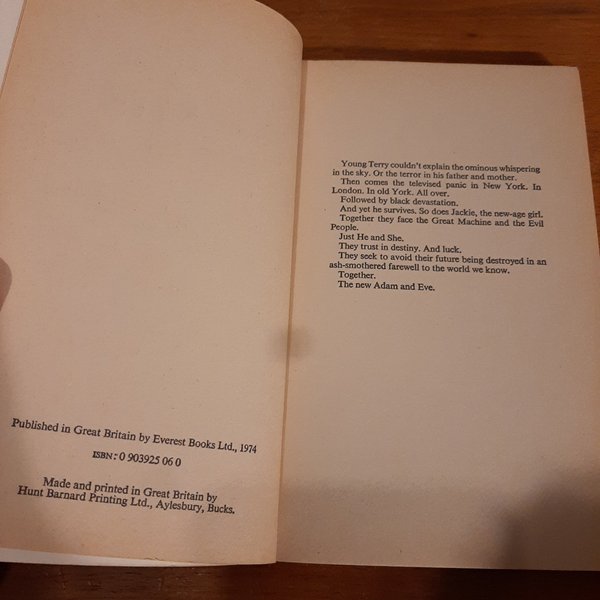 Published in Great Britain by Everest Books Ltd., 1974
ISBN: 0 903925 06 0
Made and printed in Great Britain by
Hunt Barnard Printing Ltd., Aylesbury, Bucks.
Young Terry couldn't explain the ominous whispering
in the sky. Or the terror in his father and mother.
Then comes the televised panic in New York. In
London. In old York. All over.
Followed by black devastation.
And yet he survives. So does Jackie, the new-age girl.
Together they face the Great Machine and the Evil
People.
Just He and She.
They trust in destiny. And luck.
They seek to avoid their future being destroyed in an
ash-smothered farewell to the world we know.
Together.
The new Adam and Eve.